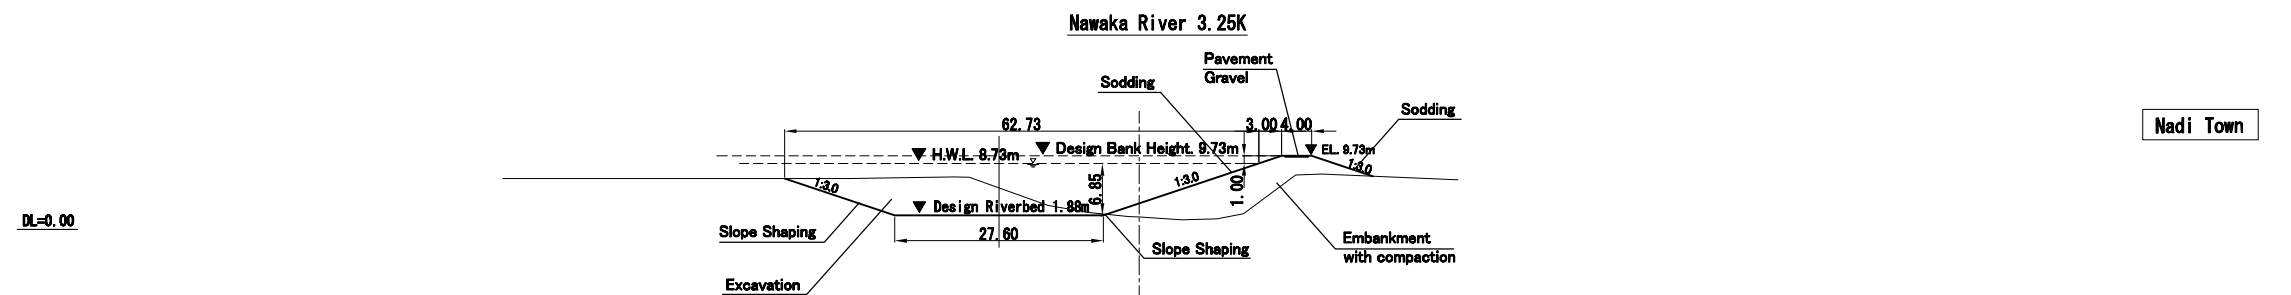 Nawaka River 3.25K
Pavement
Gravel
Sodding
Sodding
62.73
3.00
4.00
Nadi Town
H.W.L. 8.73m
Design Bank Height. 9.73m
EL. 9.73m
1:3.0
1:3.0
1:3.0
6.85
1.00
Design Riverbed 1.88m
DL=0.00
Slope Shaping
27.60
Slope Shaping
Embankment
with compaction
Excavation